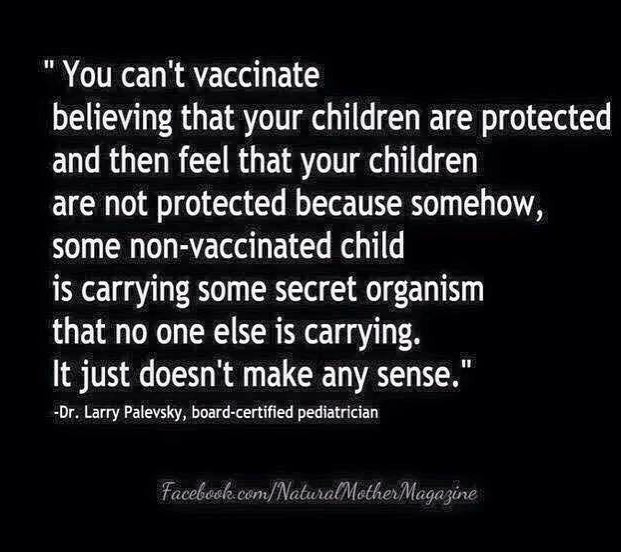 " You can't vaccinate
believing that your children are protected
and then feel that your children
are not protected because somehow,
some non-vaccinated child
is carrying some secret organism
that no one else is carrying.
It just doesn't make any sense."
-Dr. Larry Palevsky, board-certified pediatrician
Facebook.com/NaturalMotherMagazine